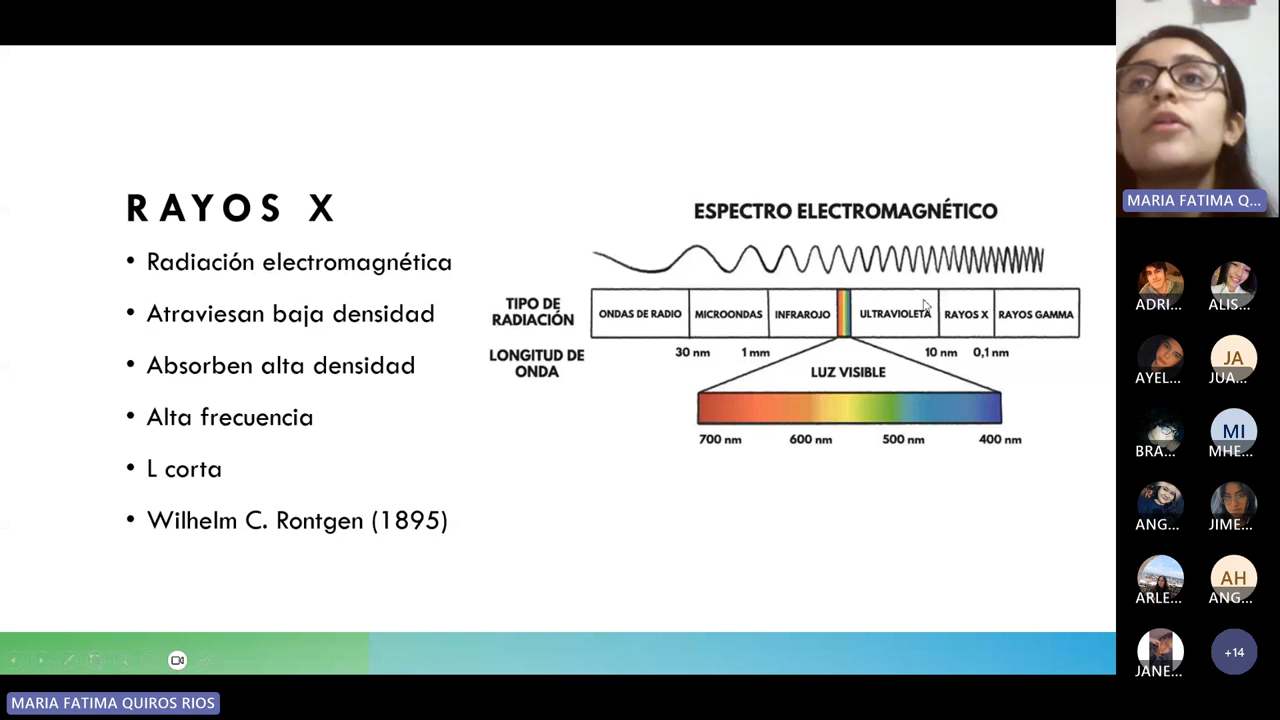 RAYOS X
• Radiación electromagnética
• Atraviesan baja densidad
• Absorben alta densidad
• Alta frecuencia
• L corta
• Wilhelm C. Rontgen (1895)
ESPECTRO ELECTROMAGNÉTICO
TIPO DE
RADIACIÓN
ONDAS DE RADIO
MICROONDAS
INFRAROJO
ULTRAVIOLETA
RAYOS X
RAYOS GAMMA
LONGITUD DE
ONDA
30 nm
1 mm
10 nm
0,1 nm
LUZ VISIBLE
700 nm
600 nm
500 nm
400 nm
MARIA FATIMA Q...
ADRI...
ALIS...
AYEL...
JA
JUA...
BRA...
MI
MHE...
ANG...
JIME...
ARLE...
AH
ANG...
JANE...
+14
MARIA FATIMA QUIROS RIOS